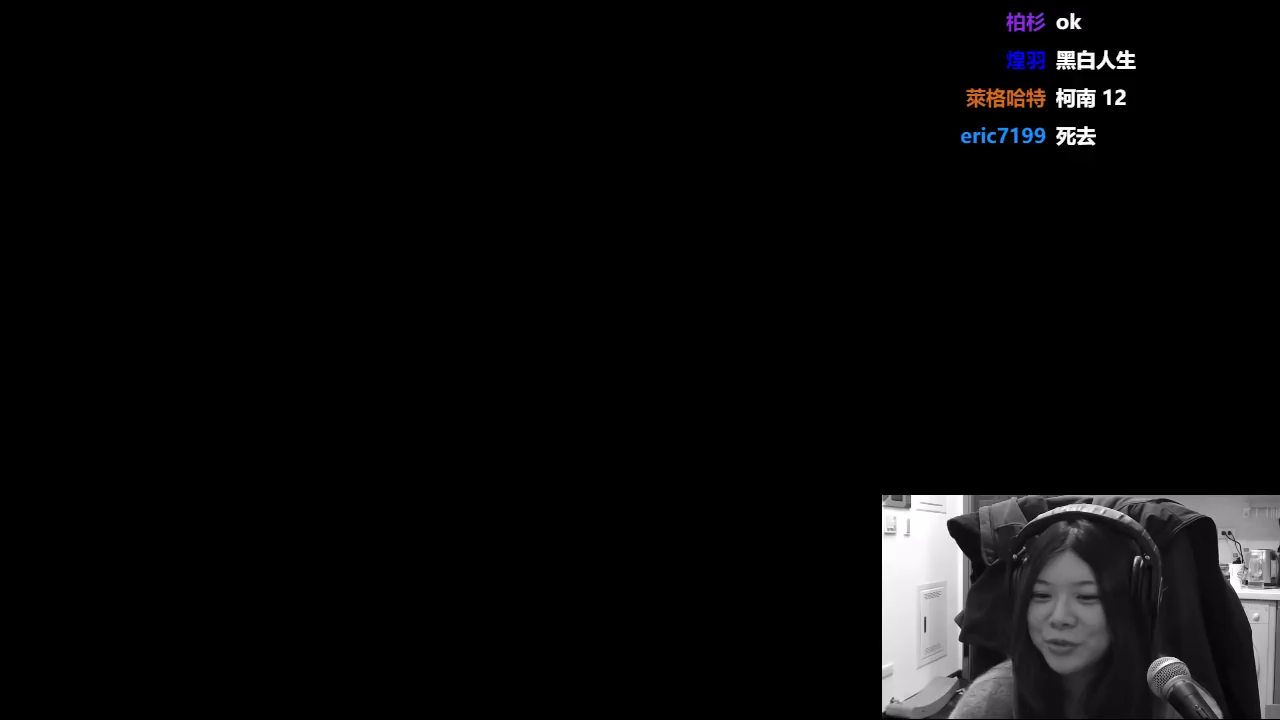 柏杉 ok
煌羽 黑白人生
萊格哈特 柯南 12
eric7199 死去